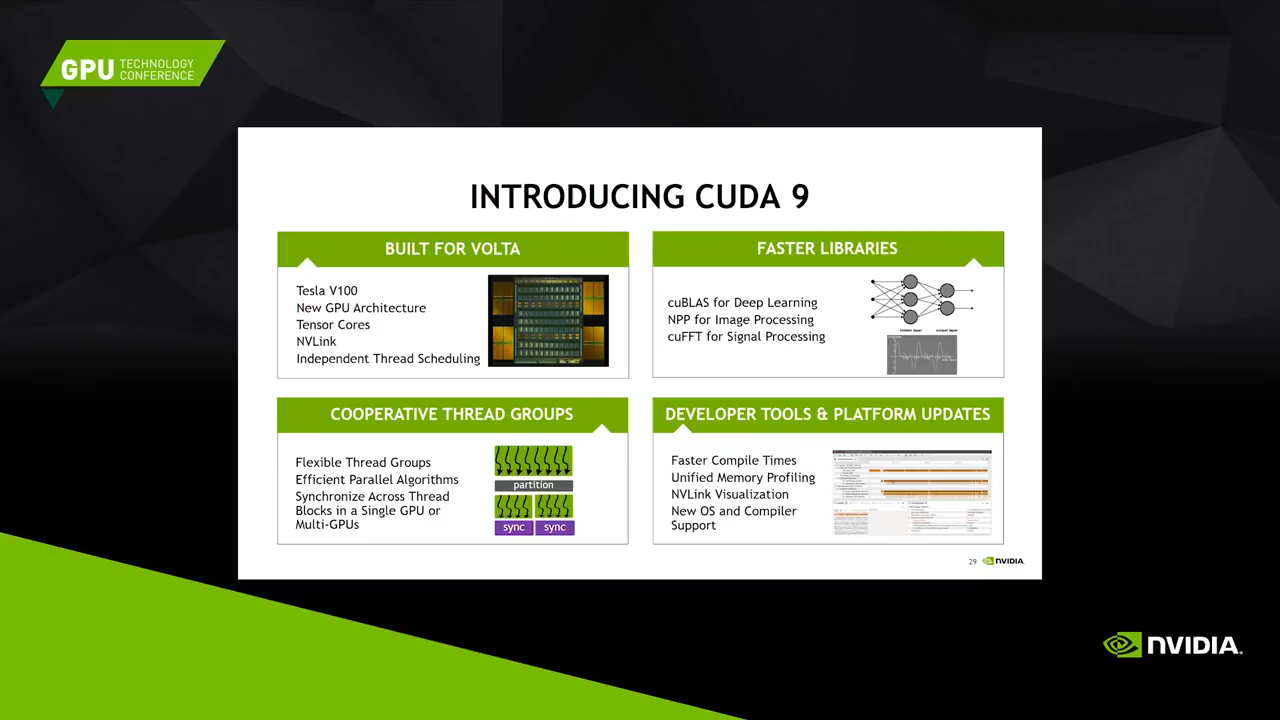 GPU TECHNOLOGY
CONFERENCE
INTRODUCING CUDA 9
BUILT FOR VOLTA
Tesla V100
New GPU Architecture
Tensor Cores
NVLink
Independent Thread Scheduling
FASTER LIBRARIES
cuBLAS for Deep Learning
NPP for Image Processing
cuFFT for Signal Processing
hidden layer
output layer
COOPERATIVE THREAD GROUPS
Flexible Thread Groups
Efficient Parallel Algorithms
Synchronize Across Thread
Blocks in a Single GPU or
Multi-GPUs
partition
sync
sync
DEVELOPER TOOLS & PLATFORM UPDATES
Faster Compile Times
Unified Memory Profiling
NVLink Visualization
New OS and Compiler
Support
29
NVIDIA.
NVIDIA.